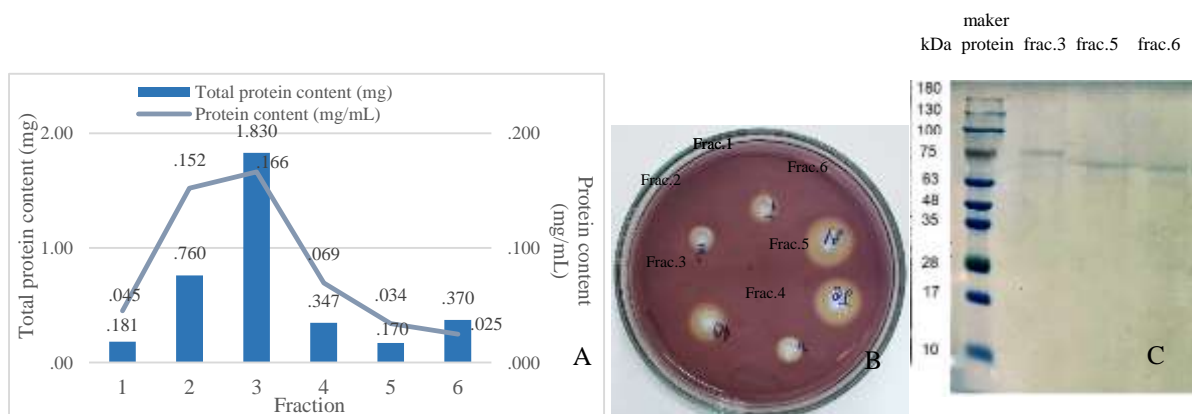 Total protein content (mg)
Protein content (mg/mL)
2.00
1.00
.00
Total protein content (mg)
.200
.100
.000
Protein content
(mg/mL)
1.830
.152
.166
.760
.069
.045
.181
.347
.034
.170
.370
.025
1 2 3 4 5 6
Fraction
A
Frac.1
Frac.2
Frac.6
Frac.3
Frac.5
Frac.4
B
maker
kDa protein frac.3 frac.5 frac.6
180
130
100
75
63
48
35
28
17
10
C